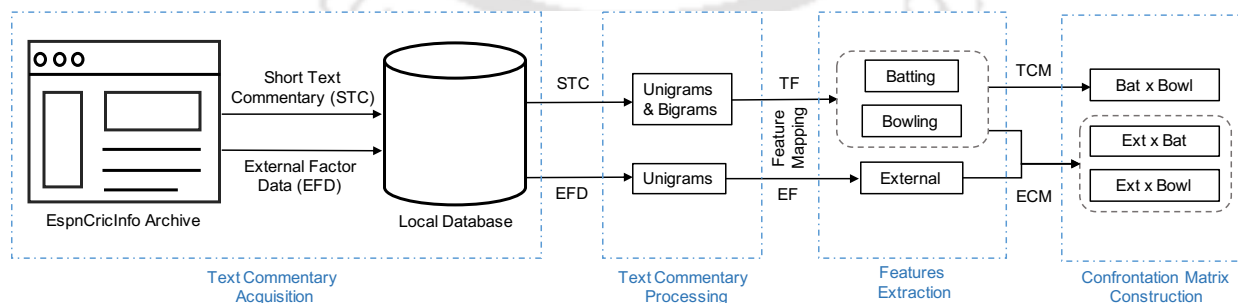 Short Text
Commentary (STC)
External Factor
Data (EFD)
EspnCricInfo Archive
Local Database
Text Commentary
Acquisition
STC
EFD
Unigrams
& Bigrams
Unigrams
Text Commentary
Processing
TF
Feature
Mapping
EF
Batting
Bowling
External
Features
Extraction
TCM
ECM
Bat x Bowl
Ext x Bat
Ext x Bowl
Confrontation Matrix
Construction